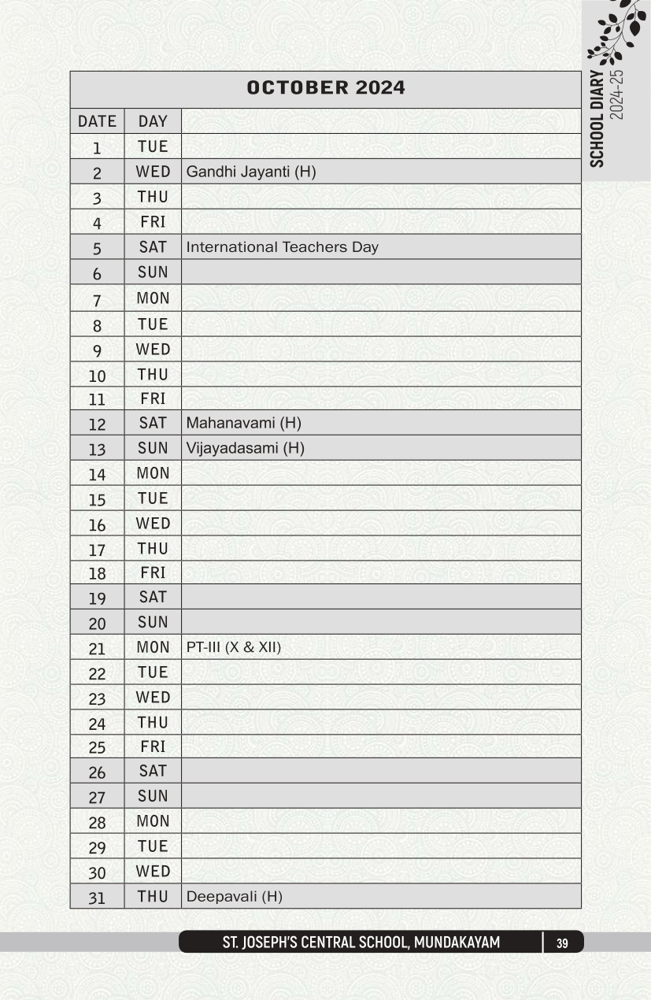 SCHOOL DIARY
2024-25
OCTOBER 2024
DATE DAY
1 TUE
2 WED Gandhi Jayanti (H)
3 THU
4 FRI
5 SAT International Teachers Day
6 SUN
7 MON
8 TUE
9 WED
10 THU
11 FRI
12 SAT Mahanavami (H)
13 SUN Vijayadasami (H)
14 MON
15 TUE
16 WED
17 THU
18 FRI
19 SAT
20 SUN
21 MON PT-III (X & XII)
22 TUE
23 WED
24 THU
25 FRI
26 SAT
27 SUN
28 MON
29 TUE
30 WED
31 THU Deepavali (H)
ST. JOSEPH'S CENTRAL SCHOOL, MUNDAKAYAM 39